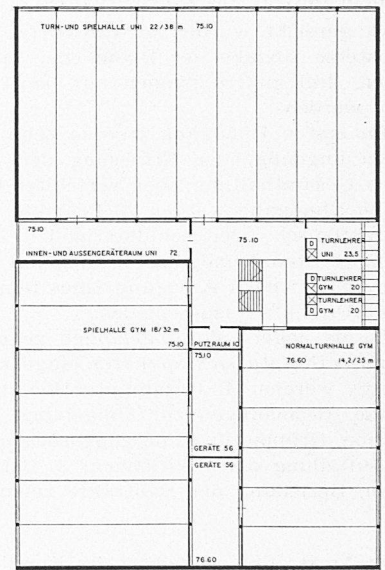 TURN-UND SPIELHALLE UNI 22/38 m 75.10
75.10
75.10
INNEN-UND AUSSENGERÄTERAUM UNI 72
D TURNLEHRER
UNI 23,5
D TURNLEHRER
GYM 20
TURNLEHRER
D GYM 20
SPIELHALLE GYM 18/32 m
75.10
PUTZRAUM 10
75.10
NORMALTURNHALLE GYM
76.60 14,2/25 m
GERÄTE 56
GERÄTE 56
76.60